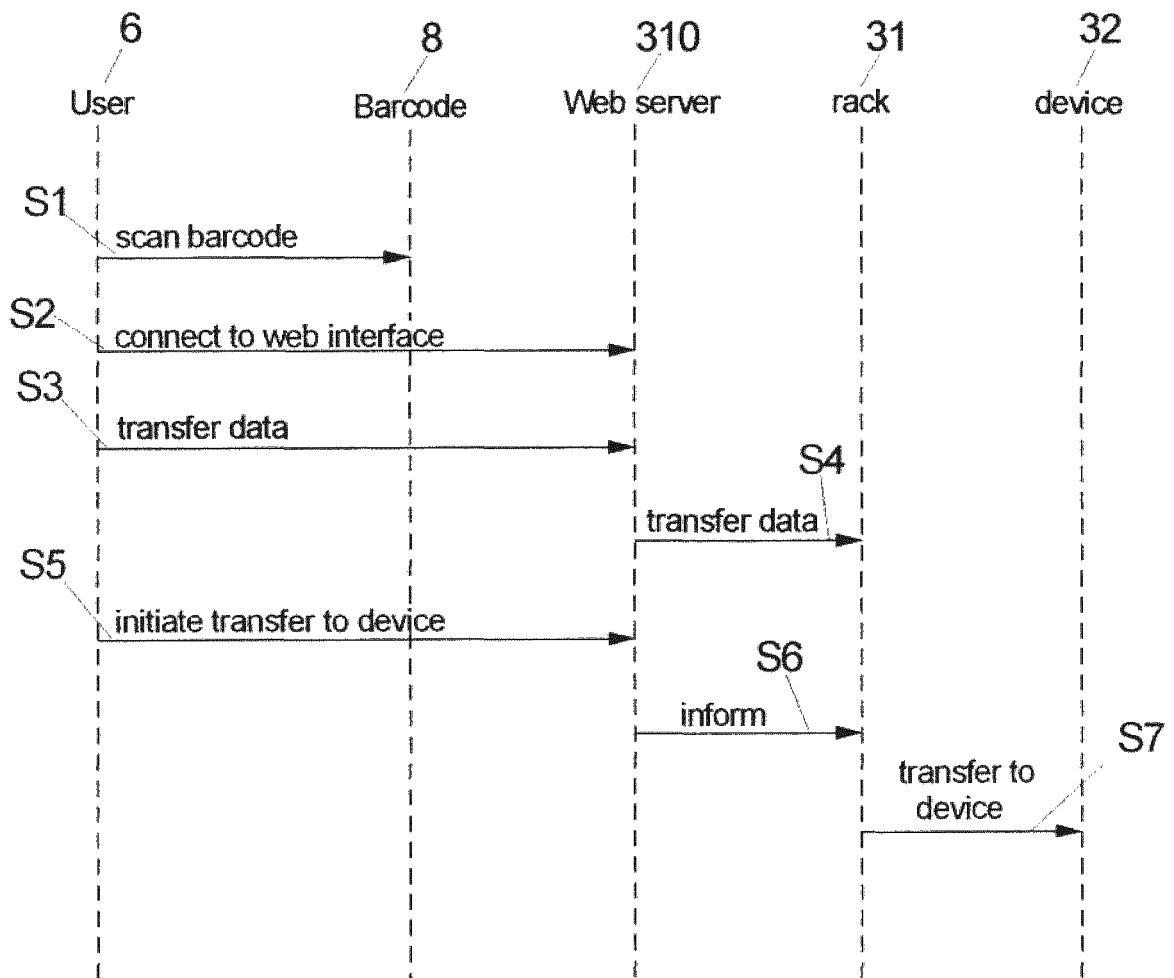 6 8 310 31 32
User Barcode Web server rack device
S1
scan barcode
S2
connect to web interface
S3
transfer data
S4
transfer data
S5
initiate transfer to device
S6
inform
S7
transfer to
device